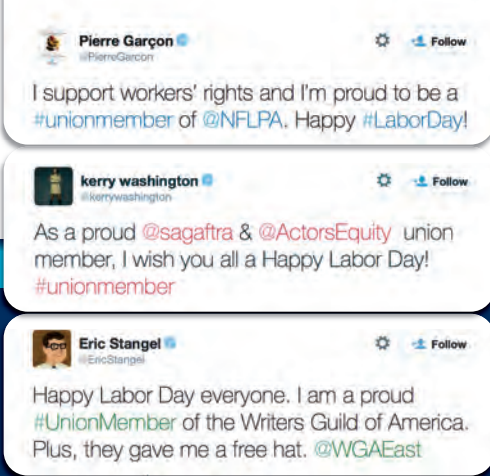 Pierre Garçon
@PierreGarcon
Follow
I support workers' rights and I'm proud to be a
#unionmember of @NFLPA. Happy #LaborDay!
kerry washington
@kerrywashington
Follow
As a proud @sagaftra & @ActorsEquity union
member, I wish you all a Happy Labor Day!
#unionmember
Eric Stangel
@EricStangel
Follow
Happy Labor Day everyone. I am a proud
#UnionMember of the Writers Guild of America.
Plus, they gave me a free hat. @WGAEast